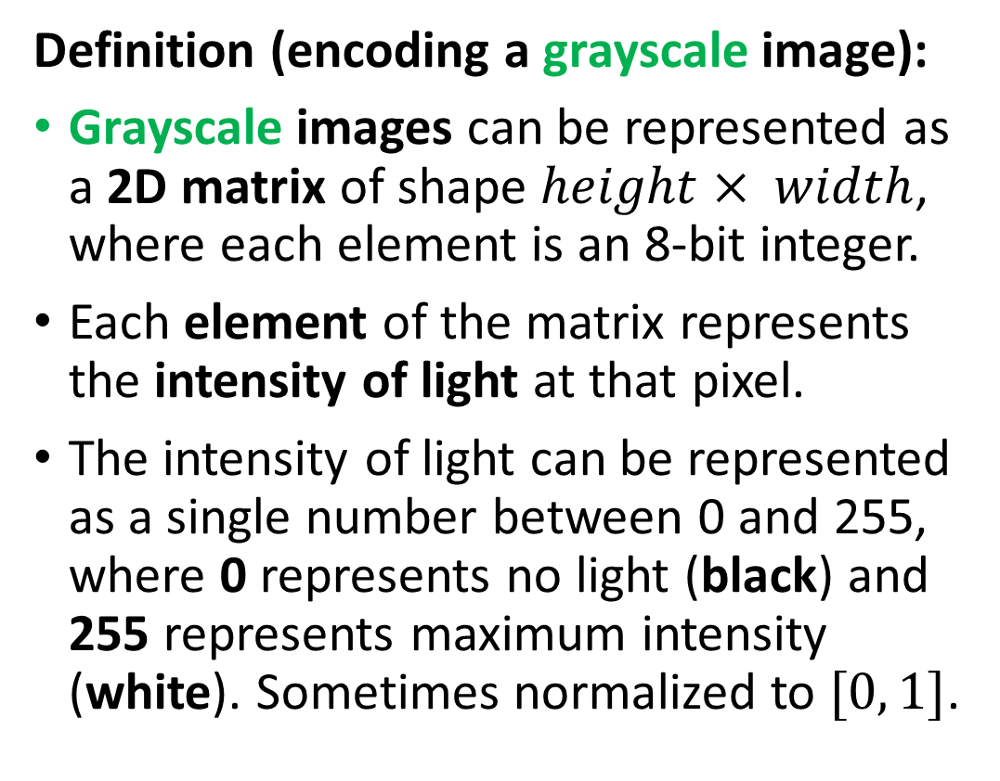 Definition (encoding a grayscale image):
• Grayscale images can be represented as
a 2D matrix of shape height × width,
where each element is an 8-bit integer.
• Each element of the matrix represents
the intensity of light at that pixel.
• The intensity of light can be represented
as a single number between 0 and 255,
where 0 represents no light (black) and
255 represents maximum intensity
(white). Sometimes normalized to [0, 1].